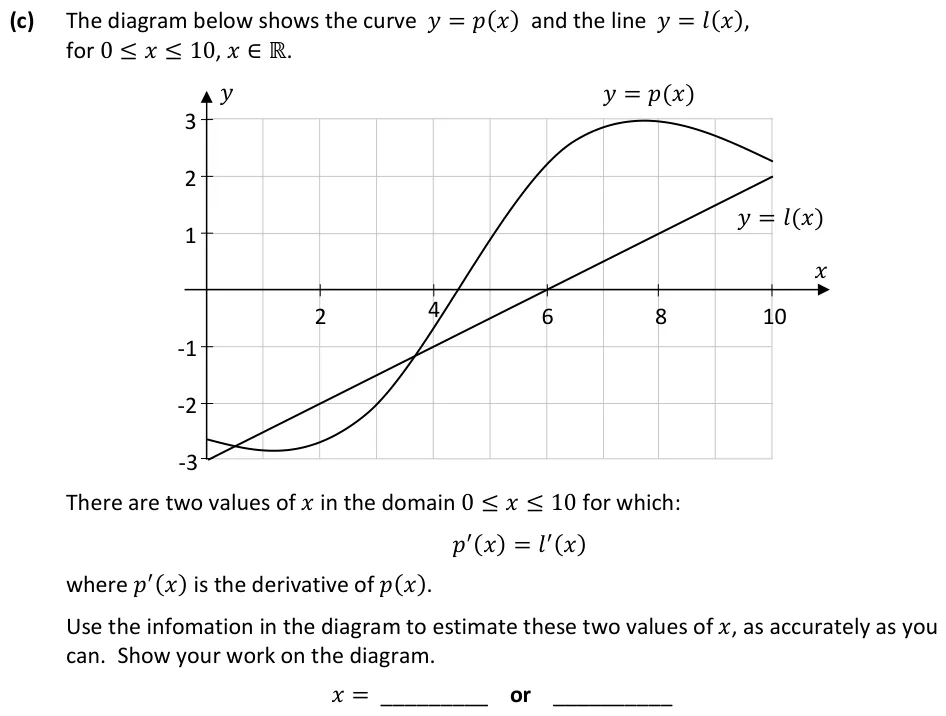 (c) The diagram below shows the curve y = p(x) and the line y = l(x),
for 0 ≤ x ≤ 10, x ∈ ℝ.
y
y = p(x)
3
2
1
y = l(x)
x
2 4 6 8 10
-1
-2
-3
There are two values of x in the domain 0 ≤ x ≤ 10 for which:
p′(x) = l′(x)
where p′(x) is the derivative of p(x).
Use the infomation in the diagram to estimate these two values of x, as accurately as you
can. Show your work on the diagram.
x = ________ or ________